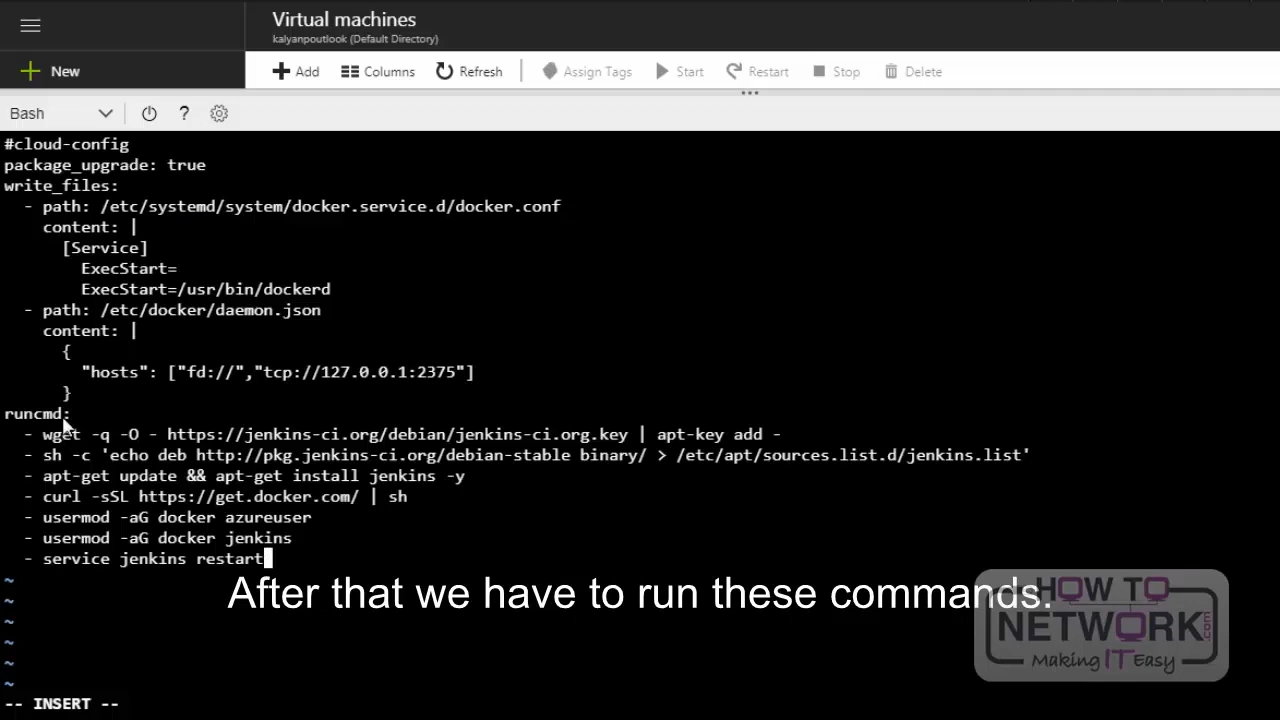 Virtual machines
kalyanpoutlook (Default Directory)
New
Add Columns Refresh Assign Tags Start Restart Stop Delete
Bash ?
#cloud-config
package_upgrade: true
write_files:
- path: /etc/systemd/system/docker.service.d/docker.conf
content: |
[Service]
ExecStart=
ExecStart=/usr/bin/dockerd
- path: /etc/docker/daemon.json
content: |
{
"hosts": ["fd://","tcp://127.0.0.1:2375"]
}
runcmd:
- wget -q -O - https://jenkins-ci.org/debian/jenkins-ci.org.key | apt-key add -
- sh -c 'echo deb http://pkg.jenkins-ci.org/debian-stable binary/ > /etc/apt/sources.list.d/jenkins.list'
- apt-get update && apt-get install jenkins -y
- curl -sSL https://get.docker.com/ | sh
- usermod -aG docker azureuser
- usermod -aG docker jenkins
- service jenkins restart
~
~
~
~
~
~
After that we have to run these commands.
HOW TO
NETWORK.com
Making IT Easy
-- INSERT --